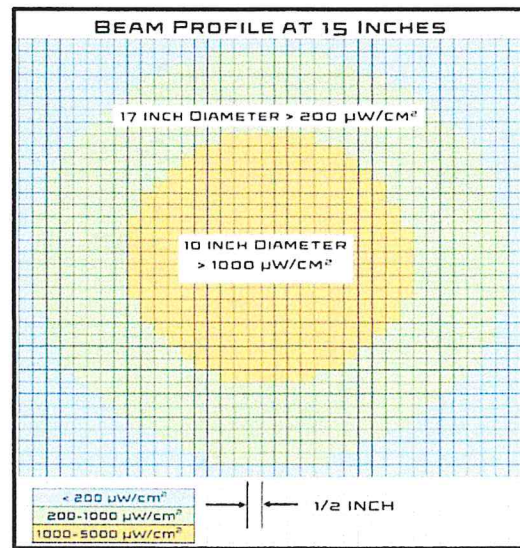 BEAM PROFILE AT 15 INCHES
17 INCH DIAMETER > 200 µW/cm²
10 INCH DIAMETER
> 1000 µW/cm²
< 200 µW/cm²
200-1000 µW/cm²
1000-5000 µW/cm²
1/2 INCH